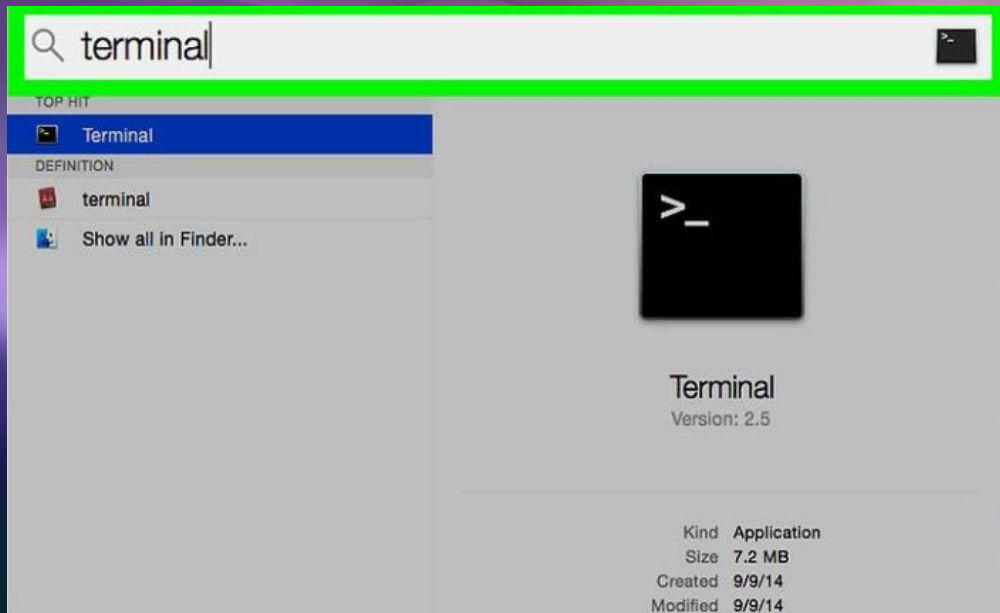 terminal
TOP HIT
Terminal
DEFINITION
terminal
Show all in Finder...
>_
Terminal
Version: 2.5
Kind Application
Size 7.2 MB
Created 9/9/14
Modified 9/9/14